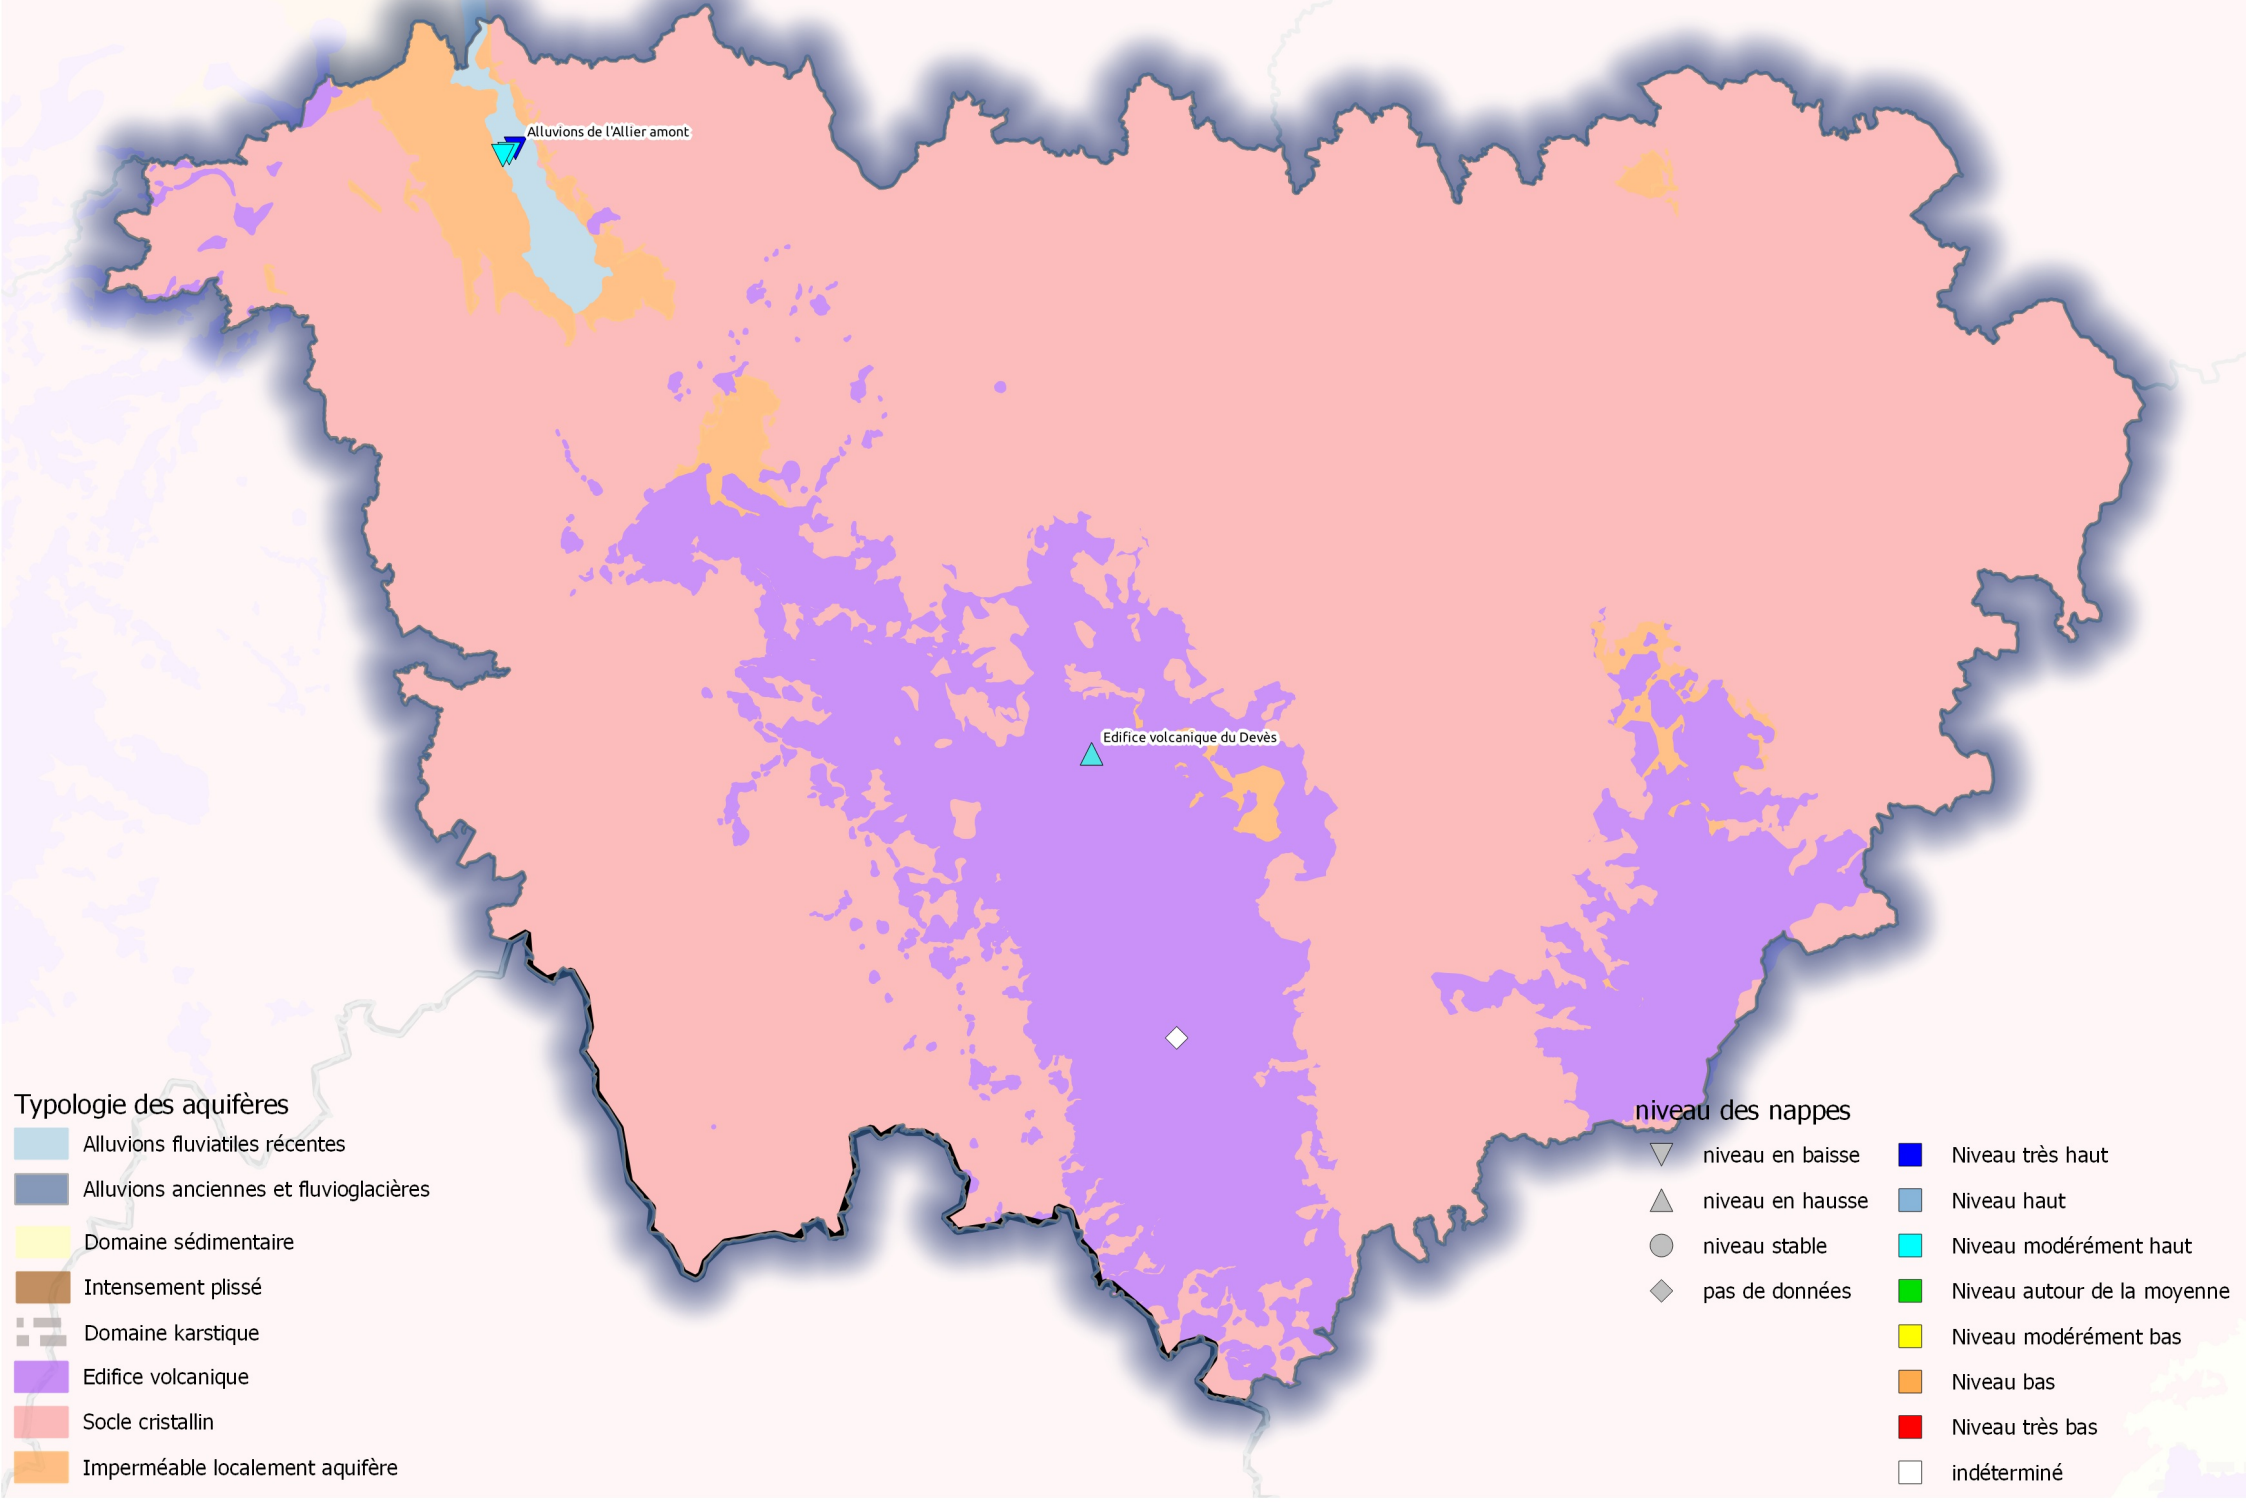 Alluvions de l'Allier amont
Edifice volcanique du Devès
Typologie des aquifères
Alluvions fluviatiles récentes
Alluvions anciennes et fluvioglacières
Domaine sédimentaire
Intensement plissé
Domaine karstique
Edifice volcanique
Socle cristallin
Imperméable localement aquifère
niveau des nappes
niveau en baisse
niveau en hausse
niveau stable
pas de données
Niveau très haut
Niveau haut
Niveau modérément haut
Niveau autour de la moyenne
Niveau modérément bas
Niveau bas
Niveau très bas
indéterminé